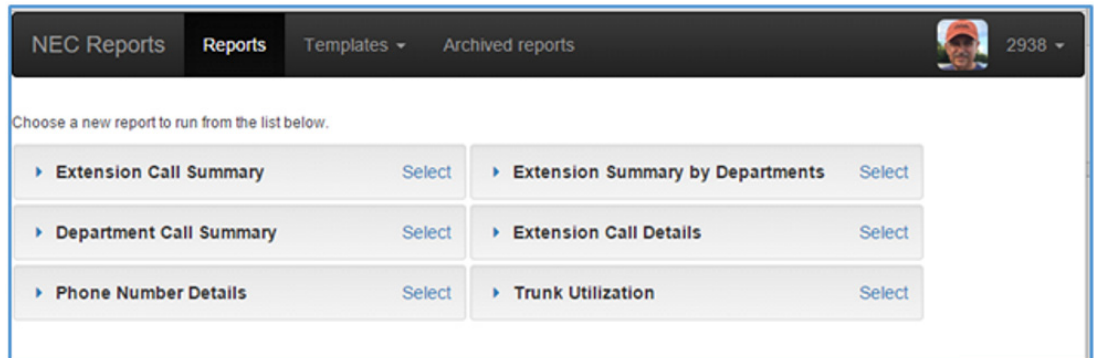 NEC Reports Reports Templates Archived reports 2938
Choose a new report to run from the list below.
Extension Call Summary Select Extension Summary by Departments Select
Department Call Summary Select Extension Call Details Select
Phone Number Details Select Trunk Utilization Select